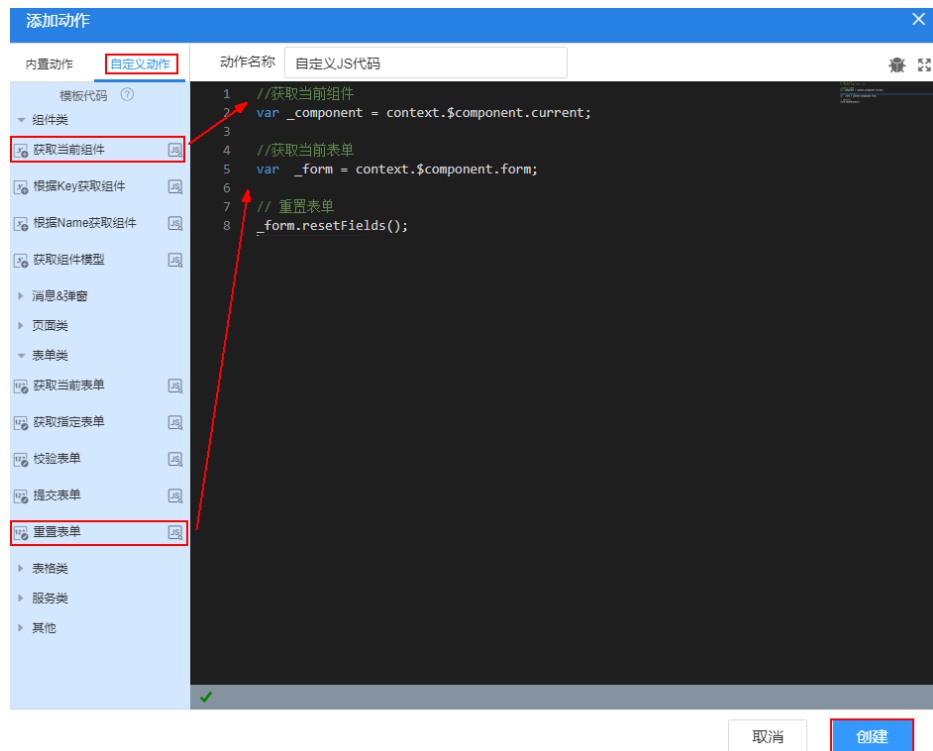 添加动作
内置动作 自定义动作 动作名称 自定义JS代码
模板代码
组件类
获取当前组件
根据Key获取组件
根据Name获取组件
获取组件模型
消息&弹窗
页面类
表单类
获取当前表单
获取指定表单
校验表单
提交表单
重置表单
表格类
服务类
其他
1 //获取当前组件
2 var _component = context.$component.current;
3
4 //获取当前表单
5 var _form = context.$component.form;
6
7 // 重置表单
8 _form.resetFields();
取消 创建